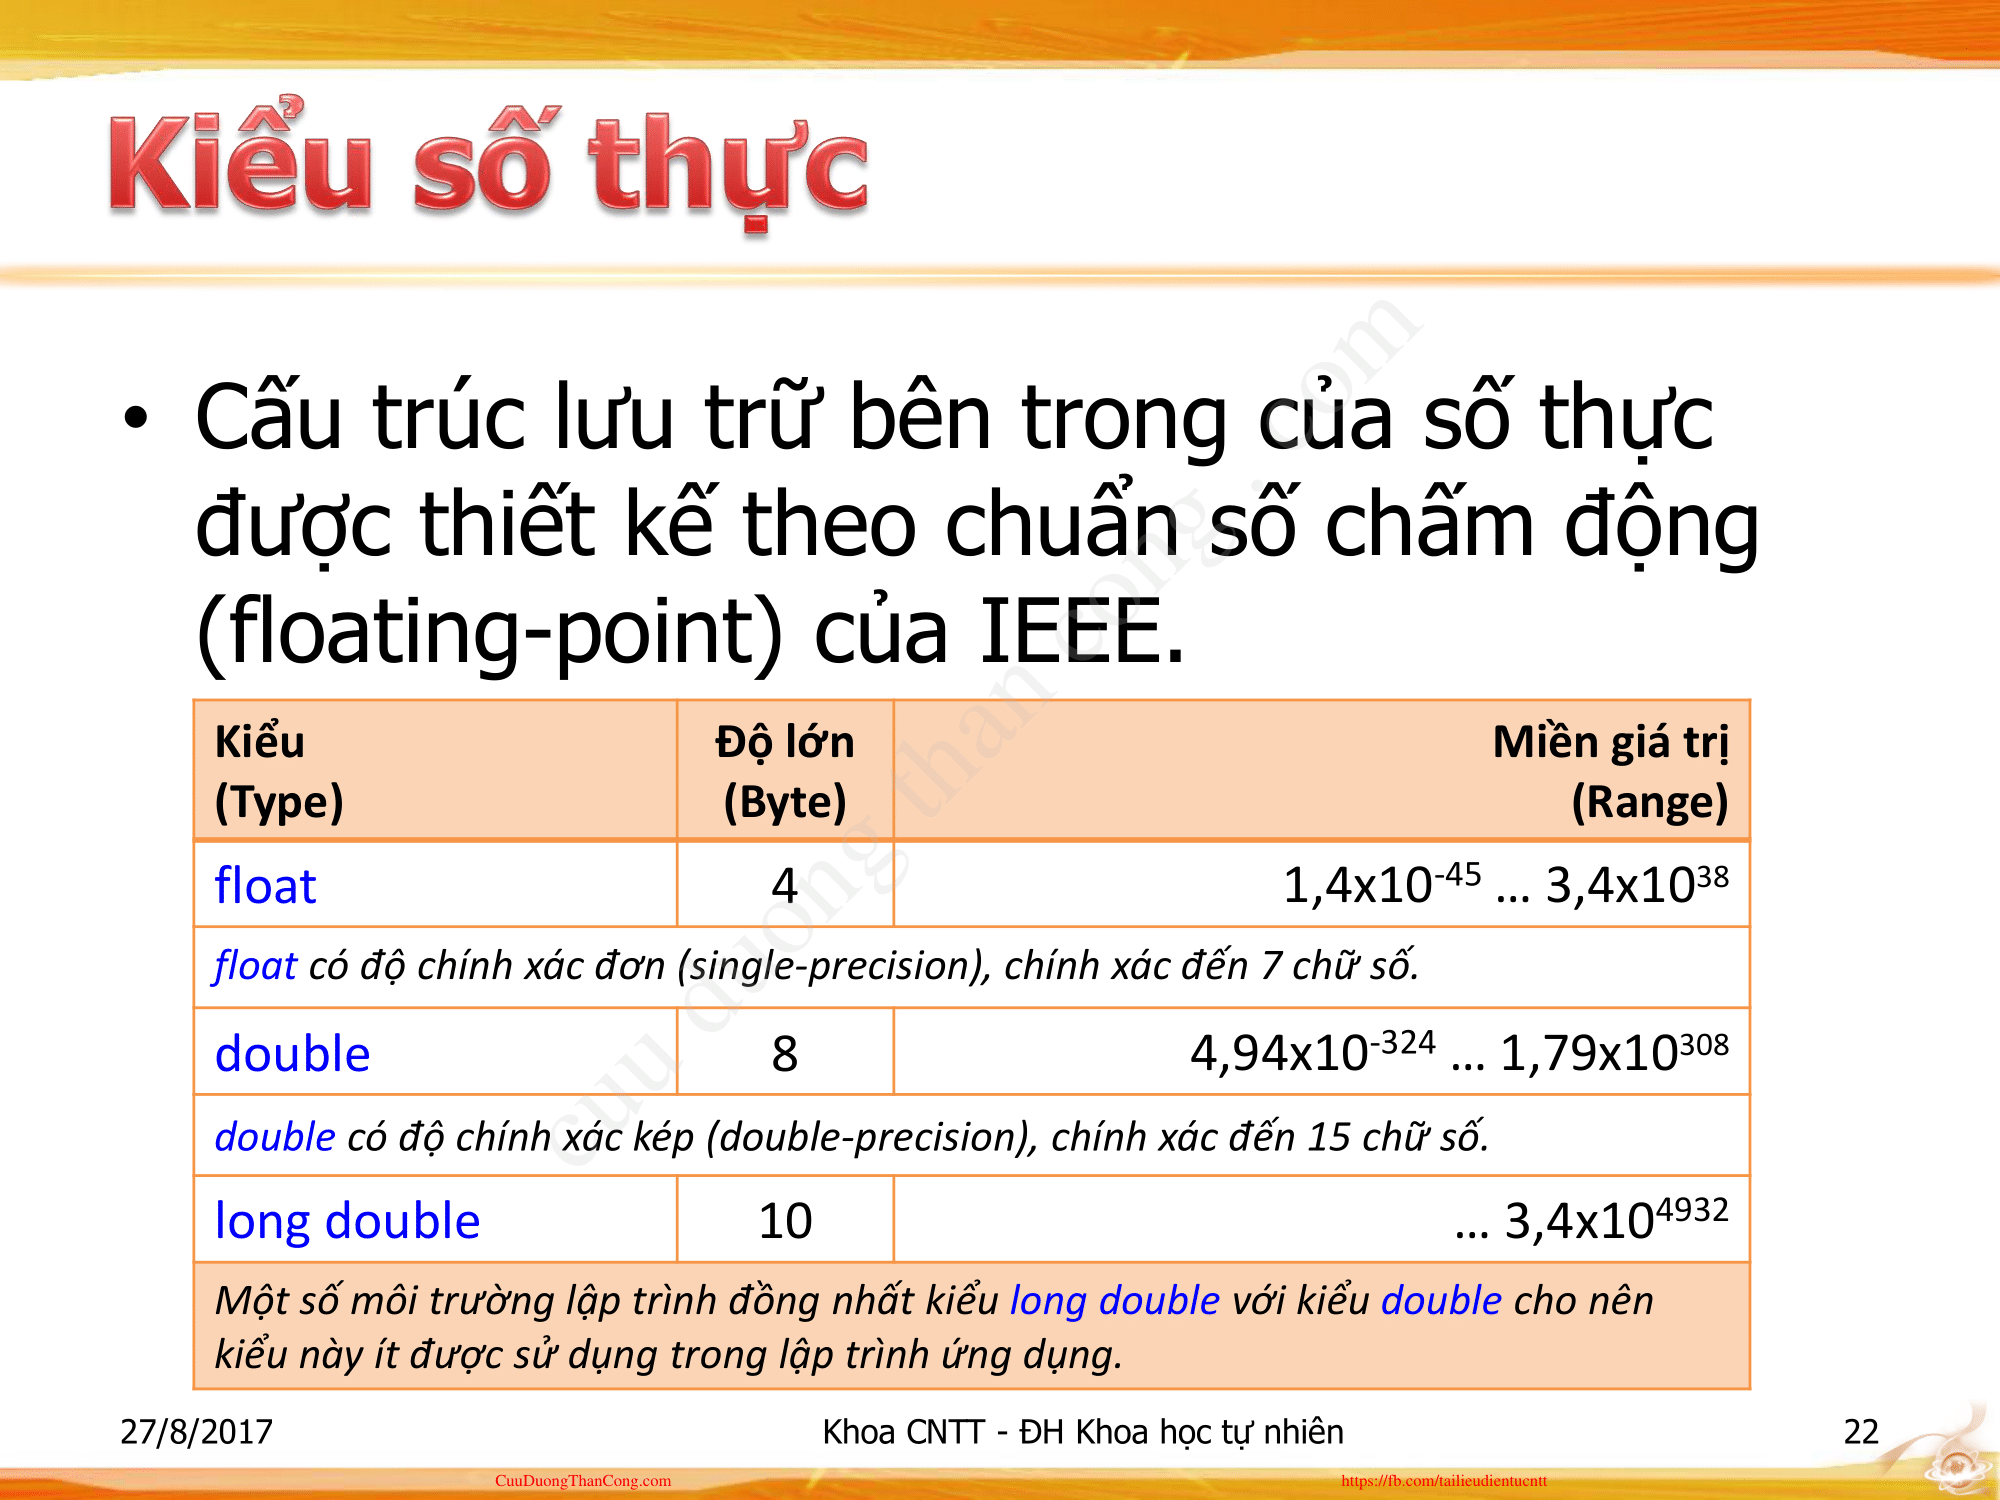 Kiểu số thực
• Cấu trúc lưu trữ bên trong của số thực
được thiết kế theo chuẩn số chấm động
(floating-point) của IEEE.
Kiểu
(Type)
Độ lớn
(Byte)
Miền giá trị
(Range)
float
4
1,4x10⁻⁴⁵ ... 3,4x10³⁸
float có độ chính xác đơn (single-precision), chính xác đến 7 chữ số.
double
8
4,94x10⁻³²⁴ ... 1,79x10³⁰⁸
double có độ chính xác kép (double-precision), chính xác đến 15 chữ số.
long double
10
... 3,4x10⁴⁹³²
Một số môi trường lập trình đồng nhất kiểu long double với kiểu double cho nên
kiểu này ít được sử dụng trong lập trình ứng dụng.
cuu duong than cong . com
27/8/2017
Khoa CNTT - ĐH Khoa học tự nhiên
22
CuuDuongThanCong.com
https://fb.com/tailieudientucntt